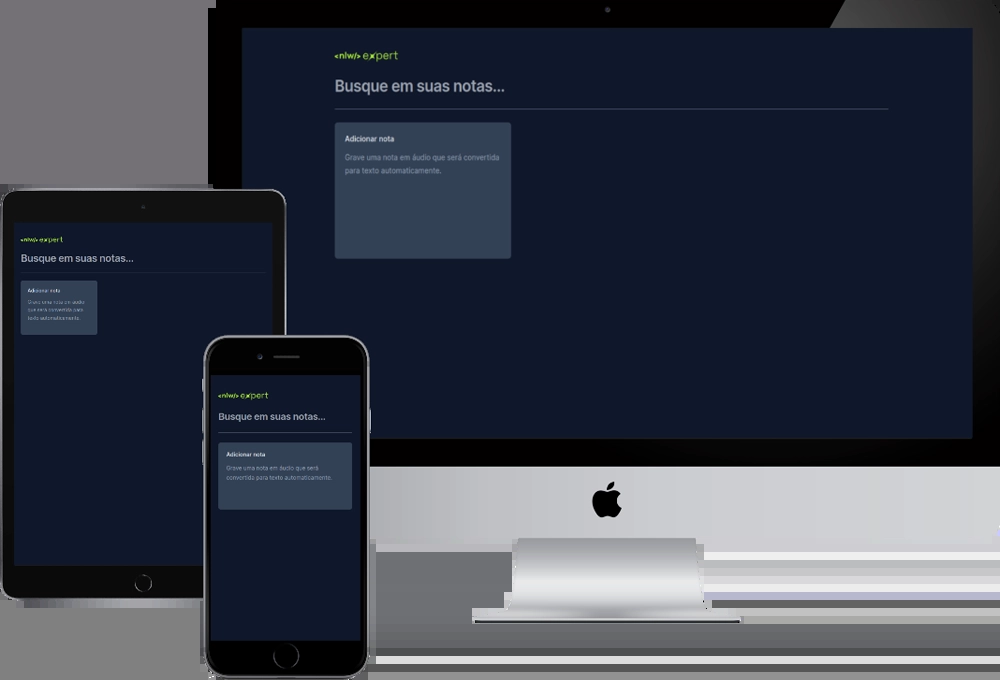 <nlw/> expert
Busque em suas notas...
Adicionar nota
Grave uma nota em áudio que será convertida
para texto automaticamente.
<nlw/> expert
Busque em suas notas...
Adicionar nota
Grave uma nota em áudio
que será convertida para
texto automaticamente.
<nlw/> expert
Busque em suas notas...
Adicionar nota
Grave uma nota em áudio que será
convertida para texto automaticamente.